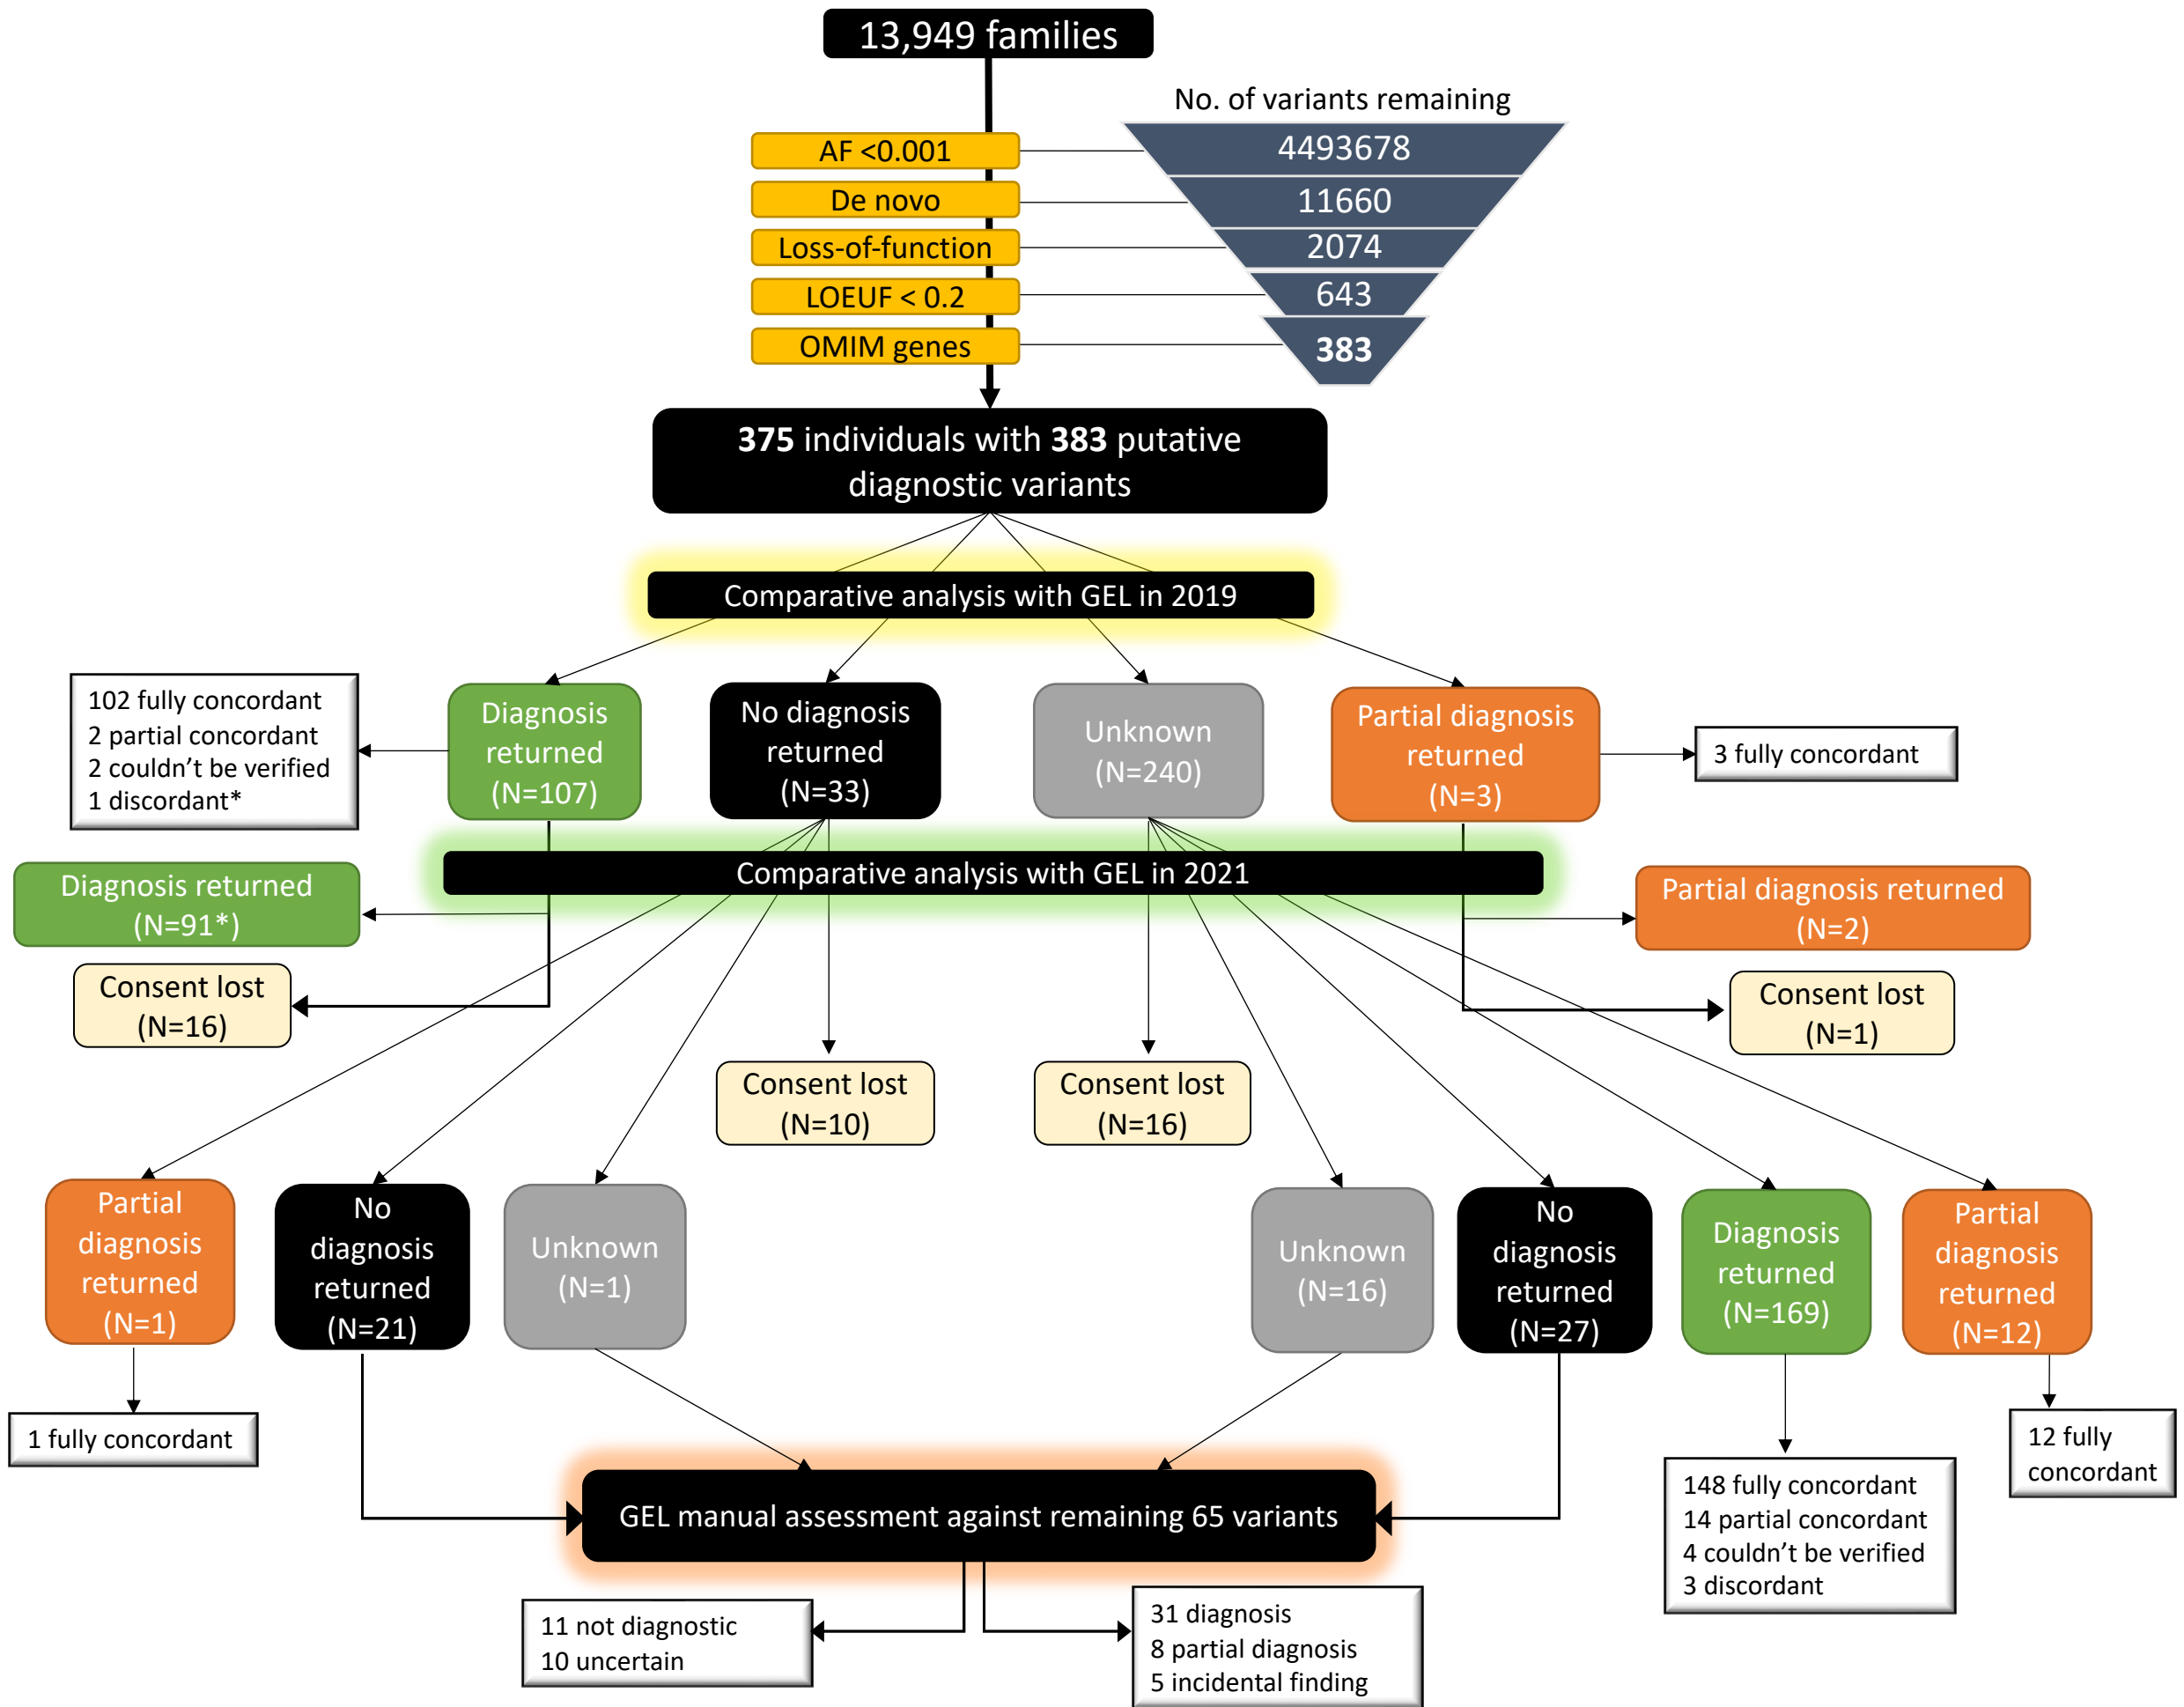 13,949 families
No. of variants remaining
AF <0.001
4493678
De novo
11660
Loss-of-function
2074
LOEUF < 0.2
643
OMIM genes
383
375 individuals with 383 putative
diagnostic variants
Comparative analysis with GEL in 2019
102 fully concordant
2 partial concordant
2 couldn't be verified
1 discordant*
Diagnosis
returned
(N=107)
No diagnosis
returned
(N=33)
Unknown
(N=240)
Partial diagnosis
returned
(N=3)
3 fully concordant
Comparative analysis with GEL in 2021
Diagnosis returned
(N=91*)
Partial diagnosis returned
(N=2)
Consent lost
(N=16)
Consent lost
(N=10)
Consent lost
(N=16)
Consent lost
(N=1)
Partial
diagnosis
returned
(N=1)
No
diagnosis
returned
(N=21)
Unknown
(N=1)
Unknown
(N=16)
No
diagnosis
returned
(N=27)
Diagnosis
returned
(N=169)
Partial
diagnosis
returned
(N=12)
1 fully concordant
12 fully
concordant
148 fully concordant
14 partial concordant
4 couldn't be verified
3 discordant
GEL manual assessment against remaining 65 variants
11 not diagnostic
10 uncertain
31 diagnosis
8 partial diagnosis
5 incidental finding